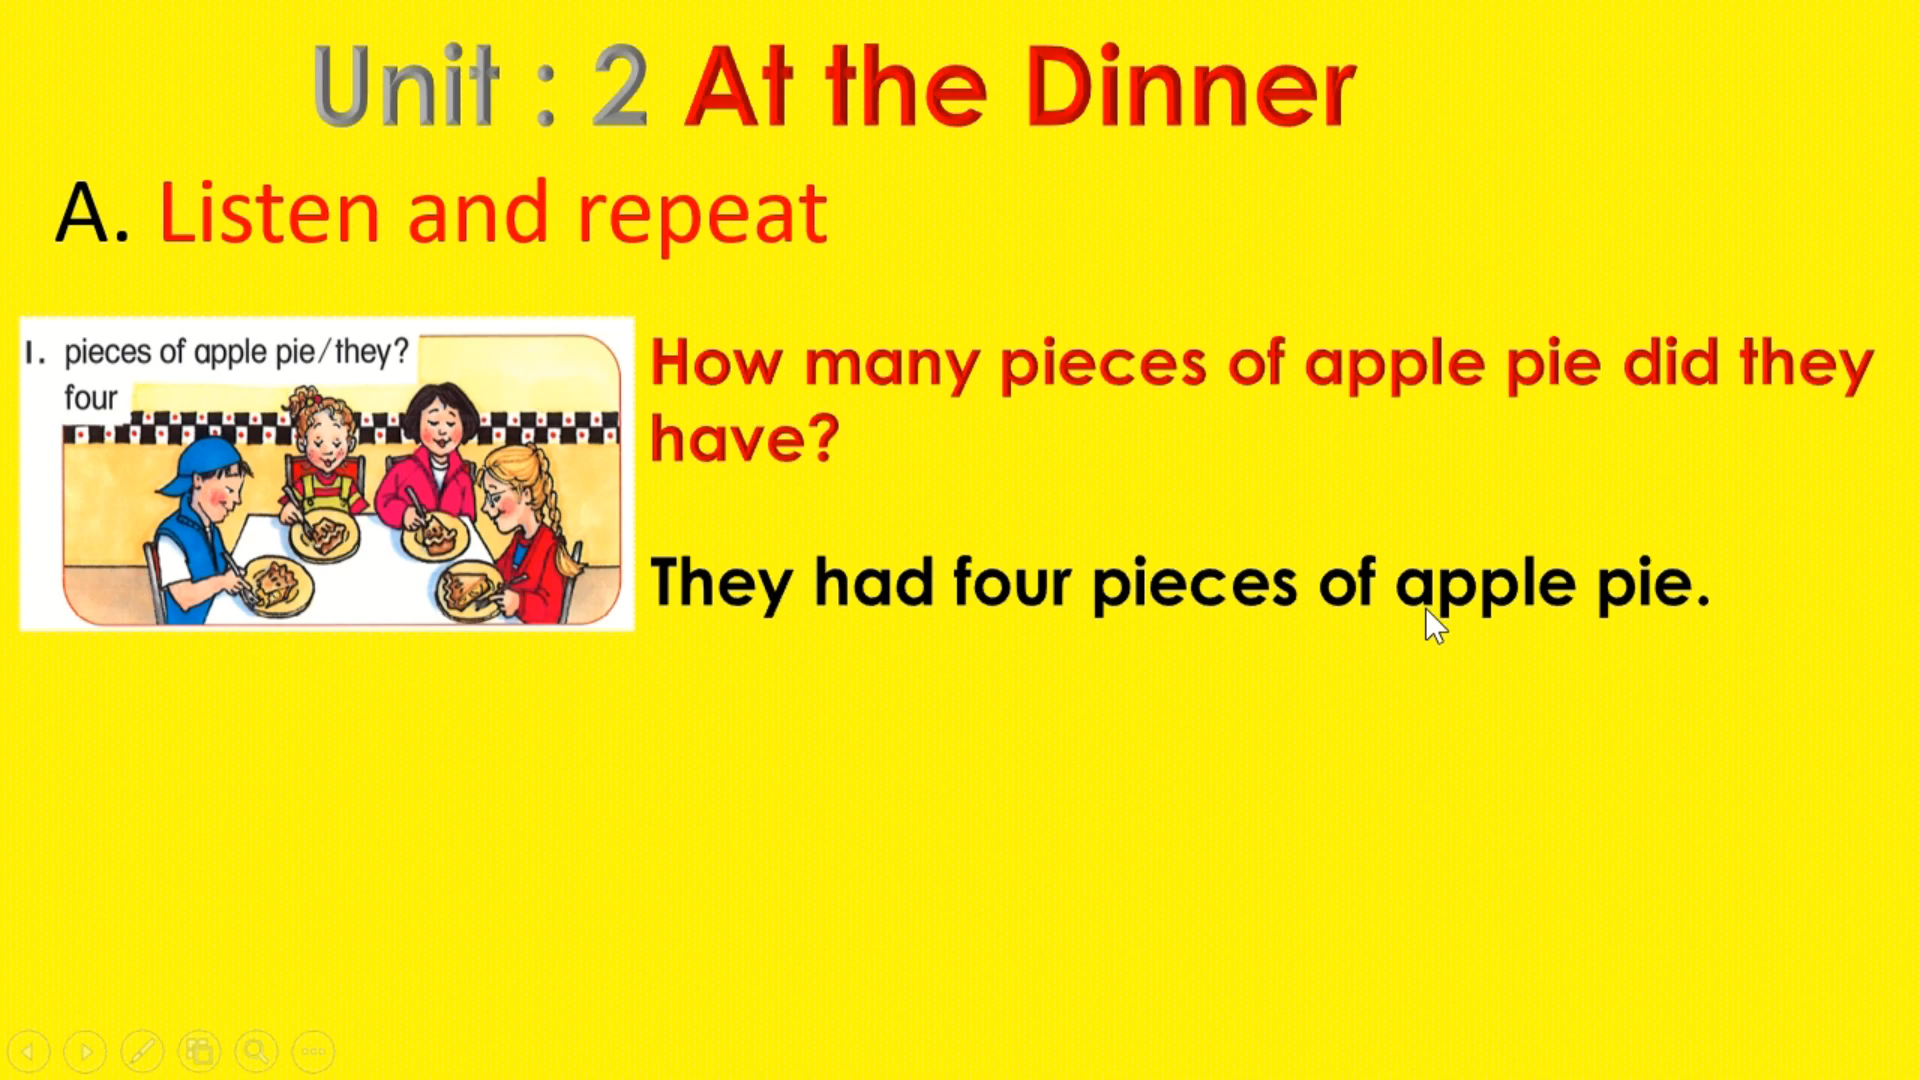 Unit : 2 At the Dinner
A. Listen and repeat
1. pieces of apple pie/they?
four
How many pieces of apple pie did they
have?
They had four pieces of apple pie.